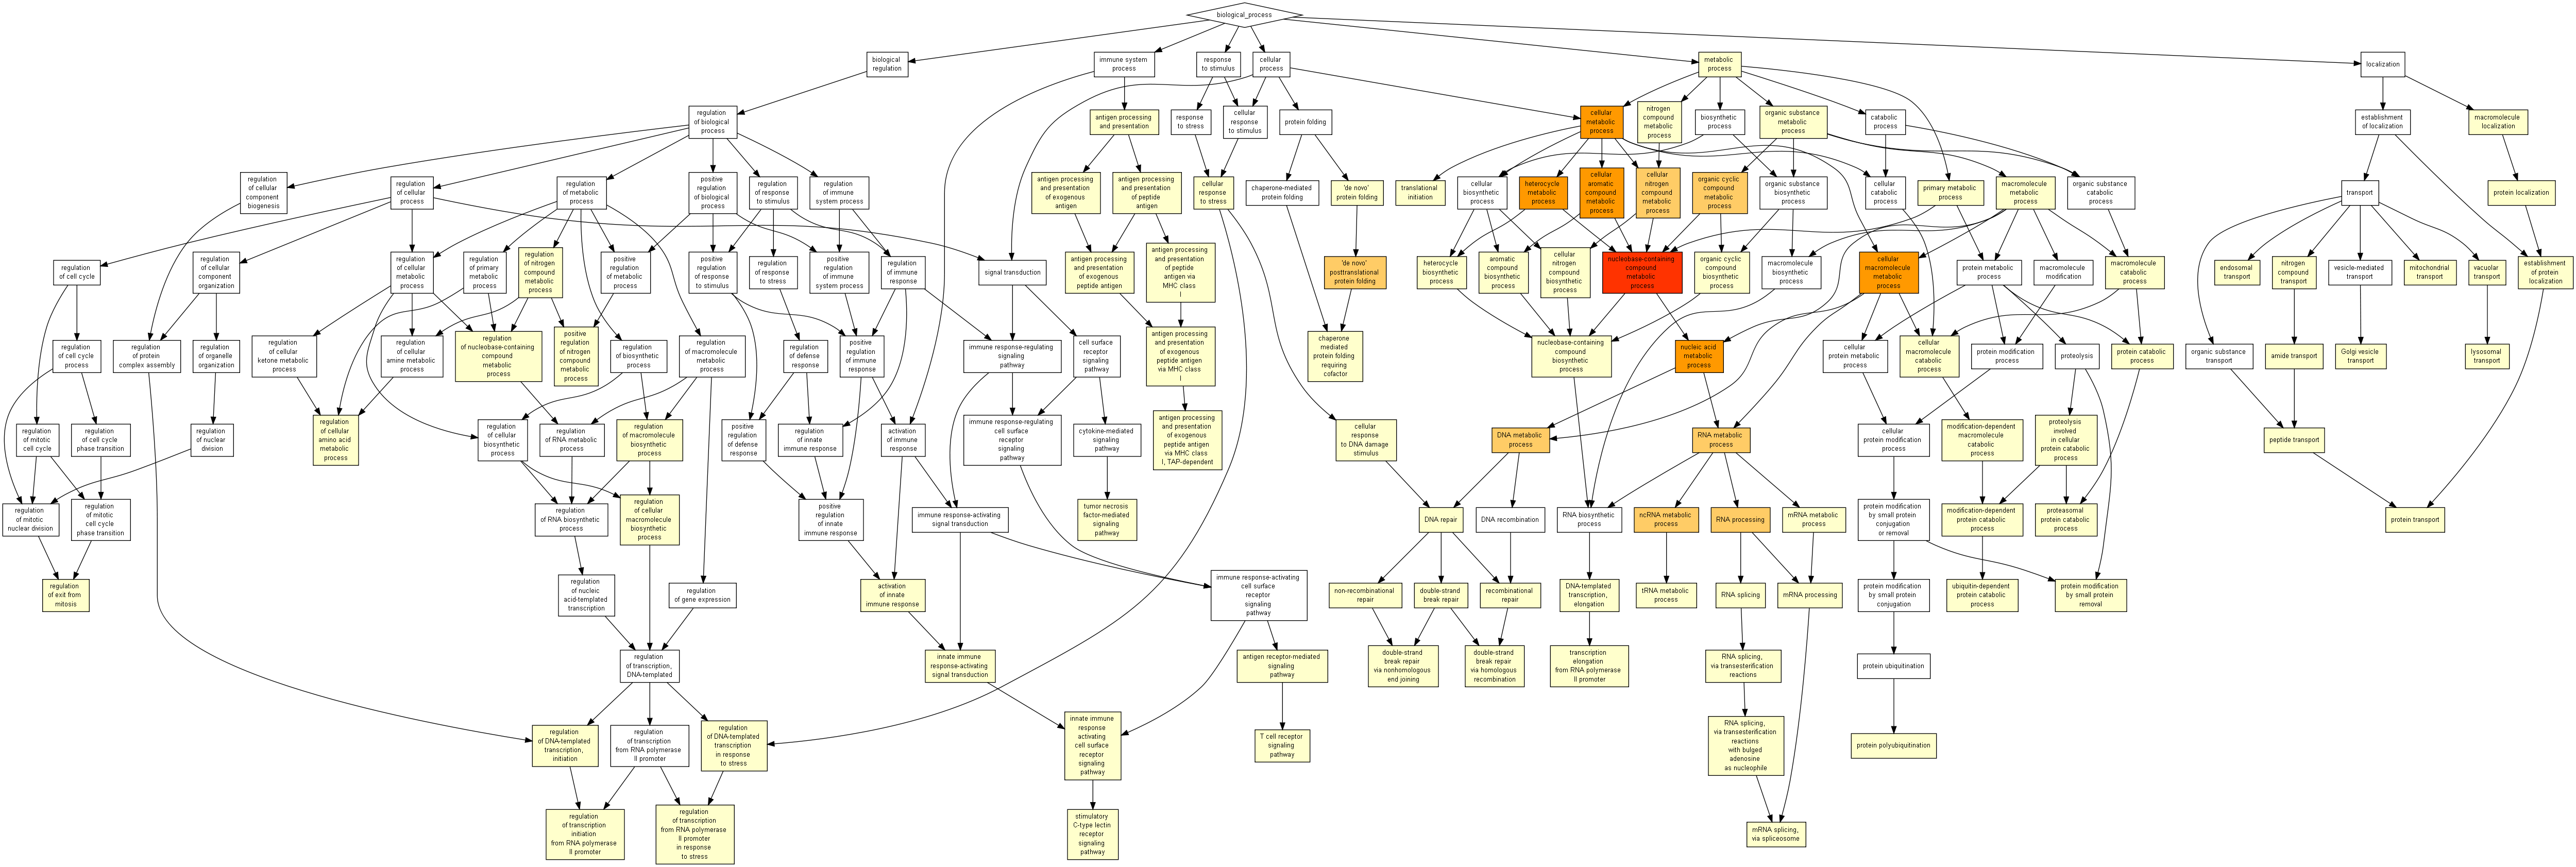 biological_process
biological
regulation
immune system
process
response
to stimulus
cellular
process
metabolic
process
localization
regulation
of biological
process
antigen processing
and presentation
response
to stress
cellular
response
to stimulus
protein folding
cellular
metabolic
process
nitrogen
compound
metabolic
process
biosynthetic
process
organic substance
metabolic
process
catabolic
process
establishment
of localization
macromolecule
localization
regulation
of cellular
component
biogenesis
regulation
of cellular
process
regulation
of metabolic
process
positive
regulation
of biological
process
regulation
of response
to stimulus
regulation
of immune
system process
antigen processing
and presentation
of exogenous
antigen
antigen processing
and presentation
of peptide
antigen
cellular
response
to stress
chaperone-mediated
protein folding
'de novo'
protein folding
translational
initiation
cellular
biosynthetic
process
heterocycle
metabolic
process
cellular
aromatic
compound
metabolic
process
cellular
nitrogen
compound
metabolic
process
organic cyclic
compound
metabolic
process
organic substance
biosynthetic
process
cellular
catabolic
process
primary metabolic
process
macromolecule
metabolic
process
organic substance
catabolic
process
transport
protein localization
regulation
of cell cycle
regulation
of cellular
component
organization
regulation
of cellular
metabolic
process
regulation
of primary
metabolic
process
regulation
of nitrogen
compound
metabolic
process
positive
regulation
of metabolic
process
positive
regulation
of response
to stimulus
regulation
of response
to stress
positive
regulation
of immune
system process
regulation
of immune
response
signal transduction
antigen processing
and presentation
of exogenous
peptide antigen
antigen processing
and presentation
of peptide
antigen via
MHC class
I
'de novo'
posttranslational
protein folding
heterocycle
biosynthetic
process
aromatic
compound
biosynthetic
process
cellular
nitrogen
compound
biosynthetic
process
nucleobase-containing
compound
metabolic
process
organic cyclic
compound
biosynthetic
process
macromolecule
biosynthetic
process
cellular
macromolecule
metabolic
process
protein metabolic
process
macromolecule
modification
macromolecule
catabolic
process
endosomal
transport
nitrogen
compound
transport
vesicle-mediated
transport
mitochondrial
transport
vacuolar
transport
establishment
of protein
localization
regulation
of cell cycle
process
regulation
of protein
complex assembly
regulation
of organelle
organization
regulation
of cellular
ketone metabolic
process
regulation
of cellular
amine metabolic
process
regulation
of nucleobase-containing
compound
metabolic
process
positive
regulation
of nitrogen
compound
metabolic
process
regulation
of biosynthetic
process
regulation
of macromolecule
metabolic
process
regulation
of defense
response
positive
regulation
of immune
response
immune response-regulating
signaling
pathway
cell surface
receptor
signaling
pathway
antigen processing
and presentation
of exogenous
peptide antigen
via MHC class
I
chaperone
mediated
protein folding
requiring
cofactor
nucleobase-containing
compound
biosynthetic
process
nucleic acid
metabolic
process
cellular
protein metabolic
process
cellular
macromolecule
catabolic
process
protein modification
process
proteolysis
protein catabolic
process
organic substance
transport
amide transport
Golgi vesicle
transport
lysosomal
transport
regulation
of mitotic
cell cycle
regulation
of cell cycle
phase transition
regulation
of nuclear
division
regulation
of cellular
amino acid
metabolic
process
regulation
of cellular
biosynthetic
process
regulation
of RNA metabolic
process
regulation
of macromolecule
biosynthetic
process
positive
regulation
of defense
response
regulation
of innate
immune response
activation
of immune
response
immune response-regulating
cell surface
receptor
signaling
pathway
cytokine-mediated
signaling
pathway
antigen processing
and presentation
of exogenous
peptide antigen
via MHC class
I, TAP-dependent
cellular
response
to DNA damage
stimulus
DNA metabolic
process
RNA metabolic
process
cellular
protein modification
process
modification-dependent
macromolecule
catabolic
process
proteolysis
involved
in cellular
protein catabolic
process
peptide transport
regulation
of mitotic
nuclear division
regulation
of mitotic
cell cycle
phase transition
regulation
of RNA biosynthetic
process
regulation
of cellular
macromolecule
biosynthetic
process
positive
regulation
of innate
immune response
immune response-activating
signal transduction
tumor necrosis
factor-mediated
signaling
pathway
DNA repair
DNA recombination
RNA biosynthetic
process
ncRNA metabolic
process
RNA processing
mRNA metabolic
process
protein modification
by small protein
conjugation
or removal
modification-dependent
protein catabolic
process
proteasomal
protein catabolic
process
protein transport
regulation
of exit from
mitosis
regulation
of nucleic
acid-templated
transcription
regulation
of gene expression
activation
of innate
immune response
immune response-activating
cell surface
receptor
signaling
pathway
non-recombinational
repair
double-strand
break repair
recombinational
repair
DNA-templated
transcription,
elongation
tRNA metabolic
process
RNA splicing
mRNA processing
protein modification
by small protein
conjugation
ubiquitin-dependent
protein catabolic
process
protein modification
by small protein
removal
regulation
of transcription,
DNA-templated
innate immune
response-activating
signal transduction
antigen receptor-mediated
signaling
pathway
double-strand
break repair
via nonhomologous
end joining
double-strand
break repair
via homologous
recombination
transcription
elongation
from RNA polymerase
II promoter
RNA splicing,
via transesterification
reactions
protein ubiquitination
regulation
of DNA-templated
transcription,
initiation
regulation
of transcription
from RNA polymerase
II promoter
regulation
of DNA-templated
transcription
in response
to stress
innate immune
response
activating
cell surface
receptor
signaling
pathway
T cell receptor
signaling
pathway
RNA splicing,
via transesterification
reactions
with bulged
adenosine
as nucleophile
protein polyubiquitination
regulation
of transcription
initiation
from RNA polymerase
II promoter
regulation
of transcription
from RNA polymerase
II promoter
in response
to stress
stimulatory
C-type lectin
receptor
signaling
pathway
mRNA splicing,
via spliceosome